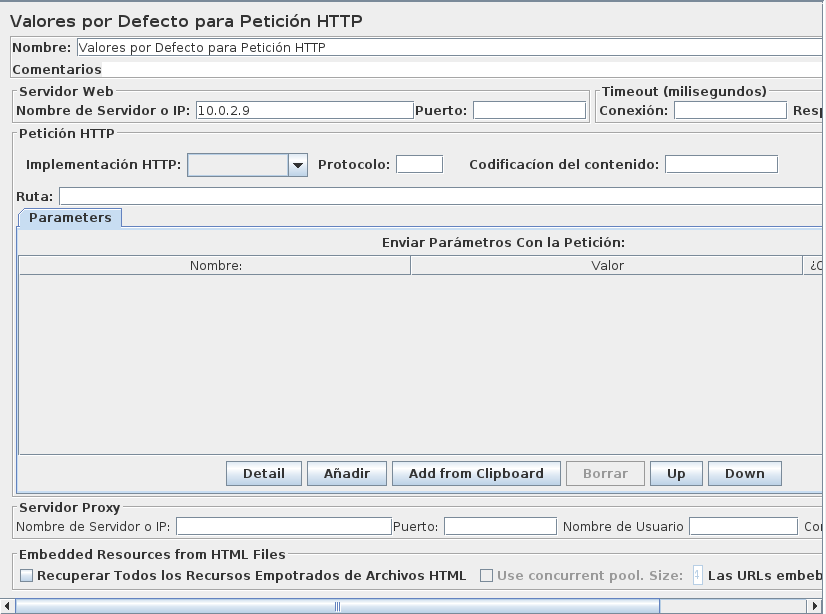 Valores por Defecto para Petición HTTP
Nombre: Valores por Defecto para Petición HTTP
Comentarios
Servidor Web Timeout (milisegundos)
Nombre de Servidor o IP: 10.0.2.9 Puerto: Conexión: Resp
Petición HTTP
Implementación HTTP: Protocolo: Codificacíon del contenido:
Ruta:
Parameters
Enviar Parámetros Con la Petición:
Nombre: Valor ¿C
Detail Añadir Add from Clipboard Borrar Up Down
Servidor Proxy
Nombre de Servidor o IP: Puerto: Nombre de Usuario Con
Embedded Resources from HTML Files
Recuperar Todos los Recursos Empotrados de Archivos HTML Use concurrent pool. Size: 4 Las URLs embeb